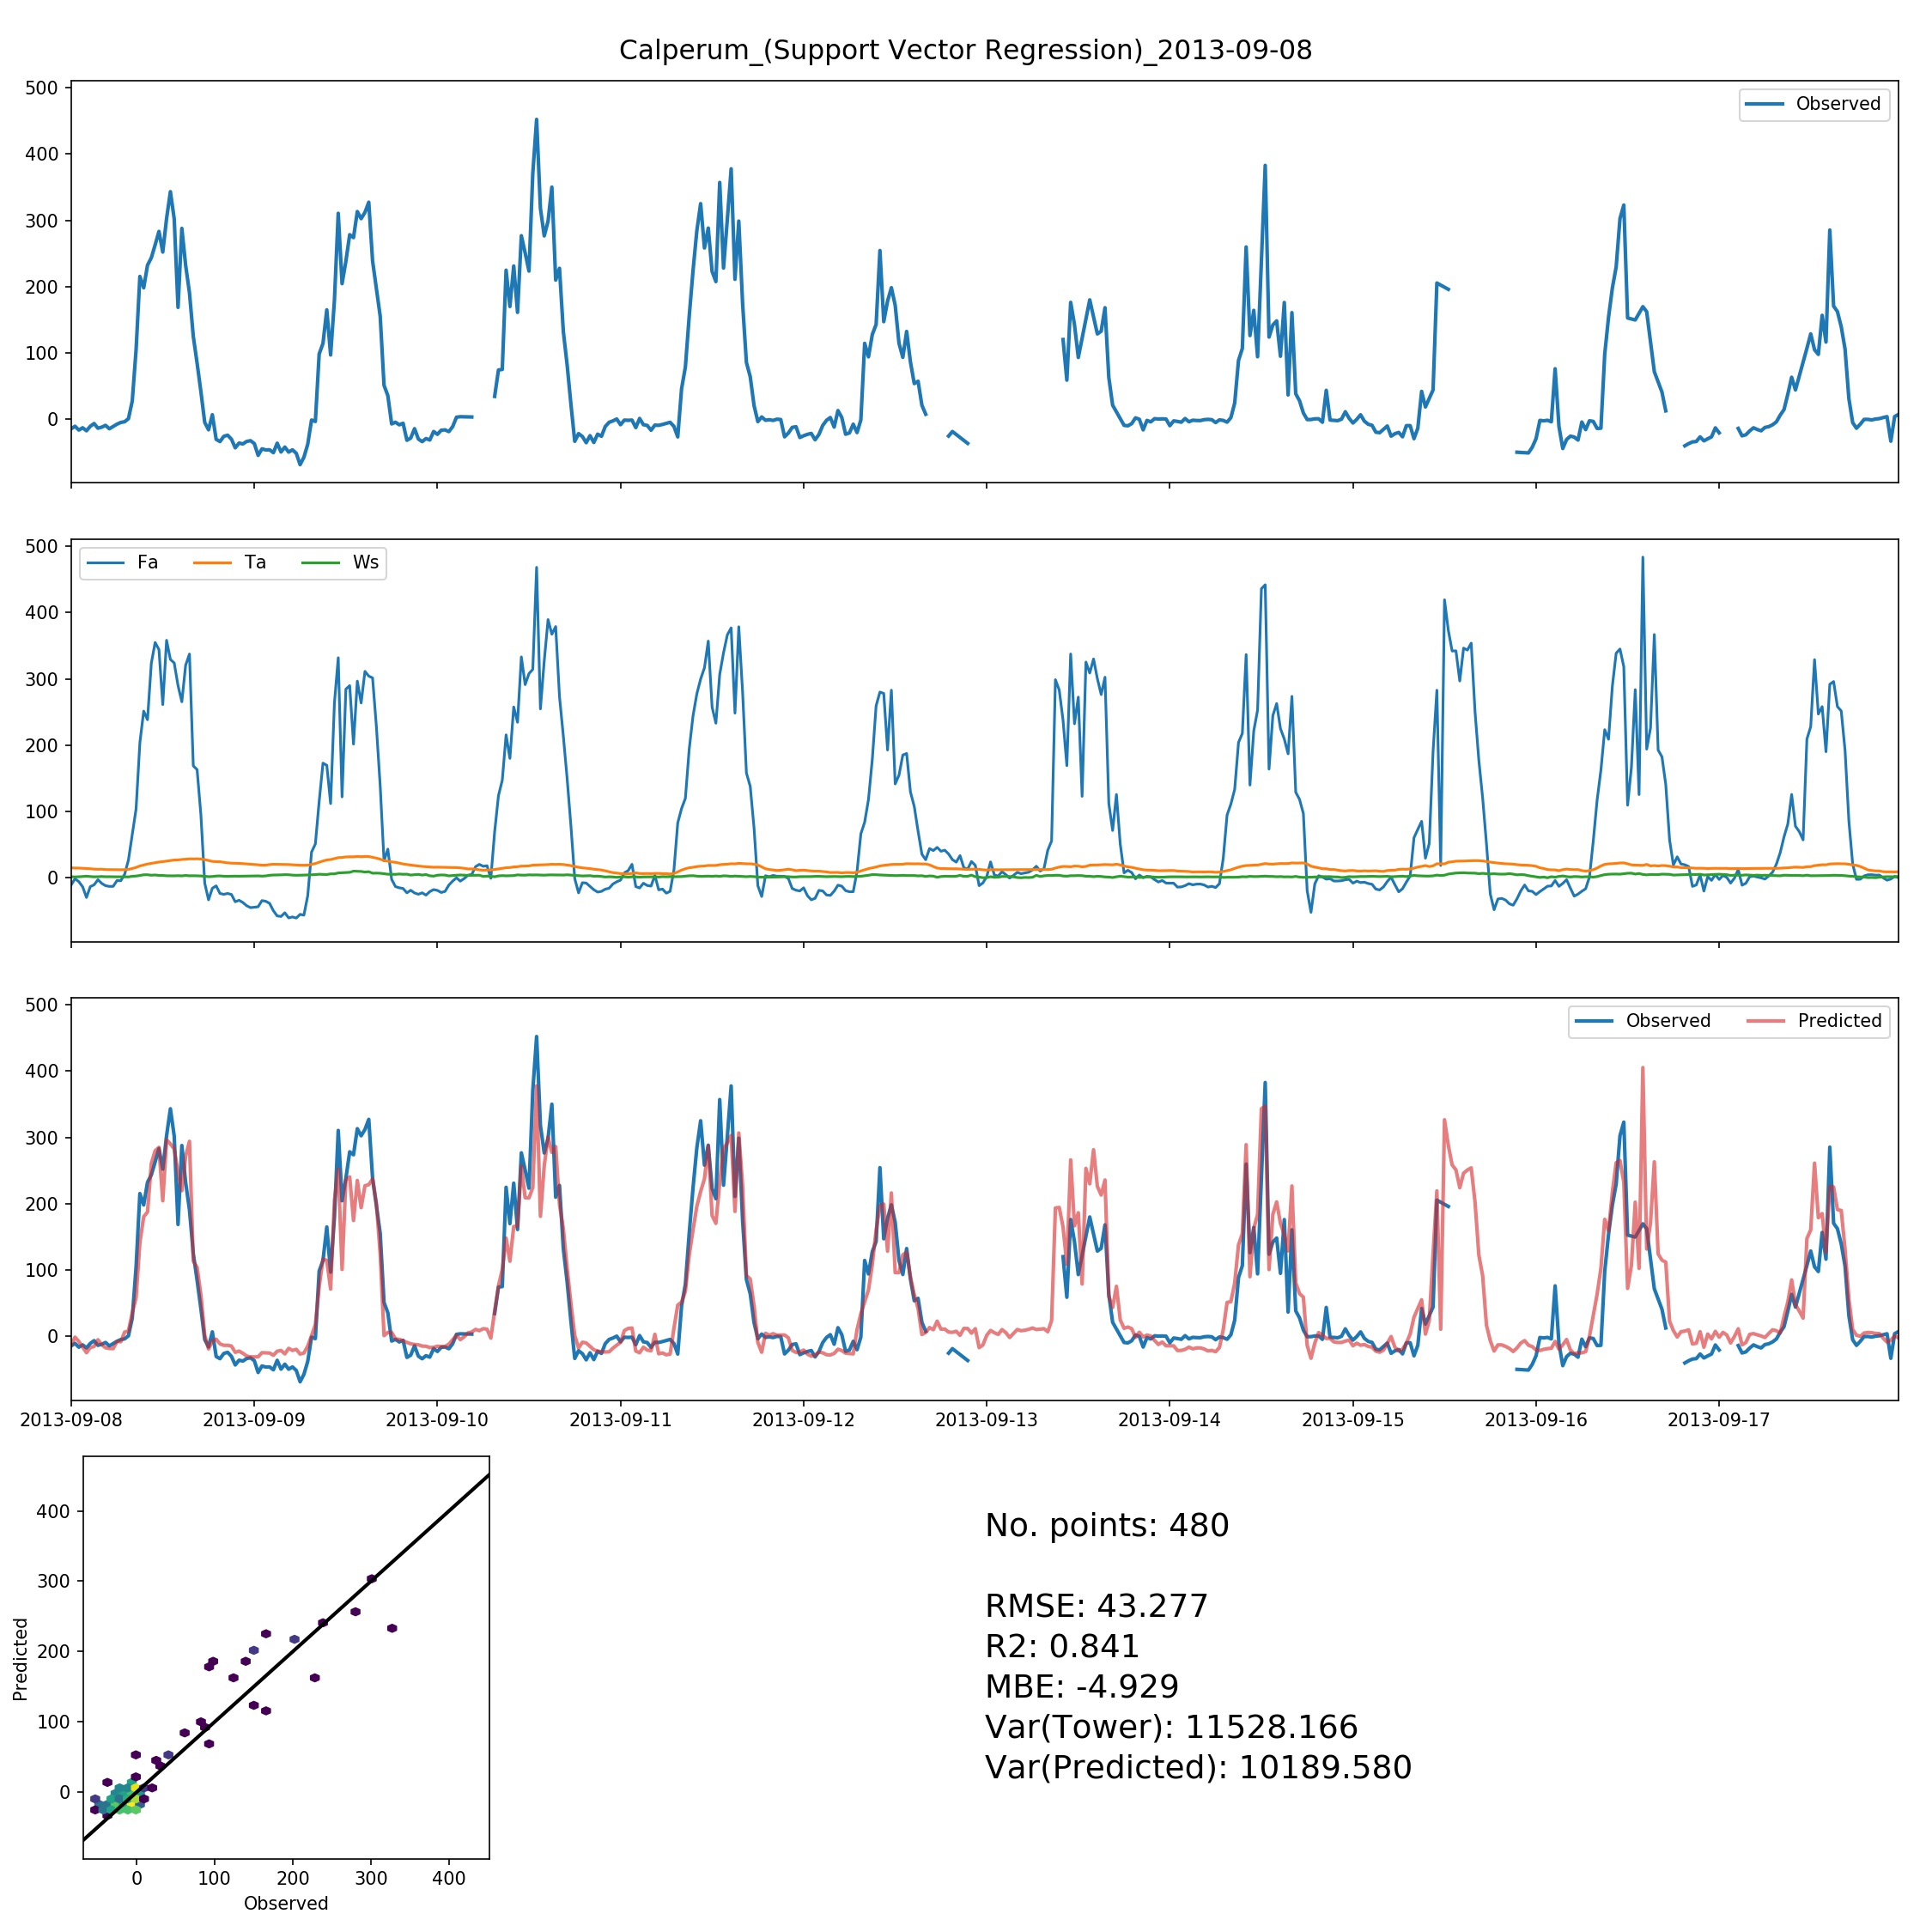 Calperum_(Support Vector Regression)_2013-09-08
500
400
300
200
100
0
Observed
500
400
300
200
100
0
Fa Ta Ws
500
400
300
200
100
0
Observed Predicted
2013-09-08 2013-09-09 2013-09-10 2013-09-11 2013-09-12 2013-09-13 2013-09-14 2013-09-15 2013-09-16 2013-09-17
400
300
200
100
0
Predicted
0 100 200 300 400
Observed
No. points: 480
RMSE: 43.277
R2: 0.841
MBE: -4.929
Var(Tower): 11528.166
Var(Predicted): 10189.580